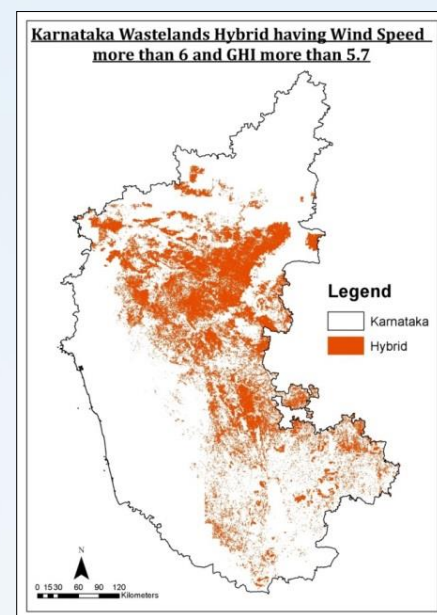 Karnataka Wastelands Hybrid having Wind Speed
more than 6 and GHI more than 5.7
Legend
Karnataka
Hybrid
N
0 15 30 60 90 120
Kilometers